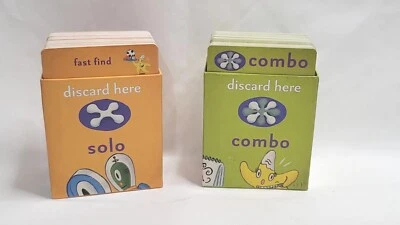 fast find
discard here
solo
combo
discard here
combo